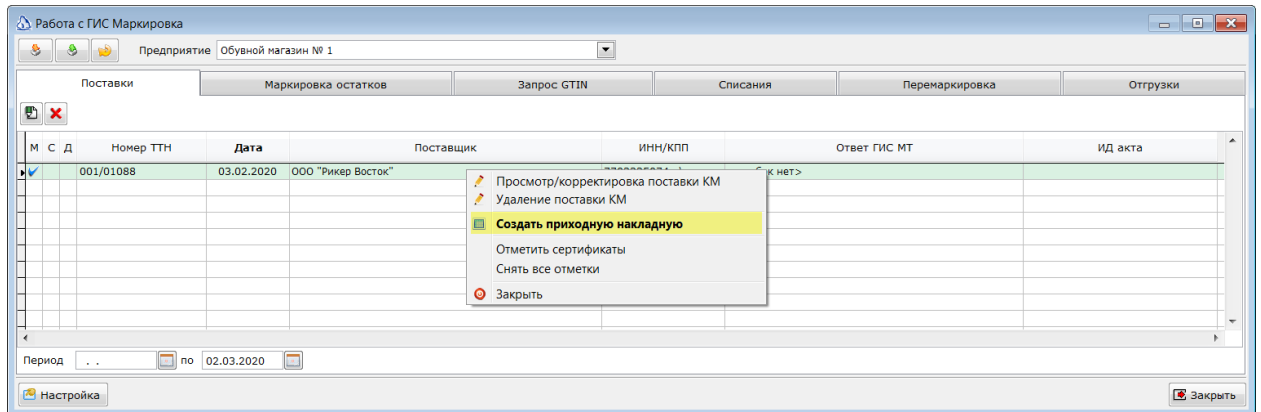 Работа с ГИС Маркировка
Предприятие Обувной магазин № 1
Поставки Маркировка остатков Запрос GTIN Списания Перемаркировка Отгрузки
М С Д Номер ТТН Дата Поставщик ИНН/КПП Ответ ГИС МТ ИД акта
001/01088 03.02.2020 ООО "Рикер Восток" нет>
Просмотр/корректировка поставки КМ
Удаление поставки КМ
Создать приходную накладную
Отметить сертификаты
Снять все отметки
Закрыть
Период . . по 02.03.2020
Настройка Закрыть